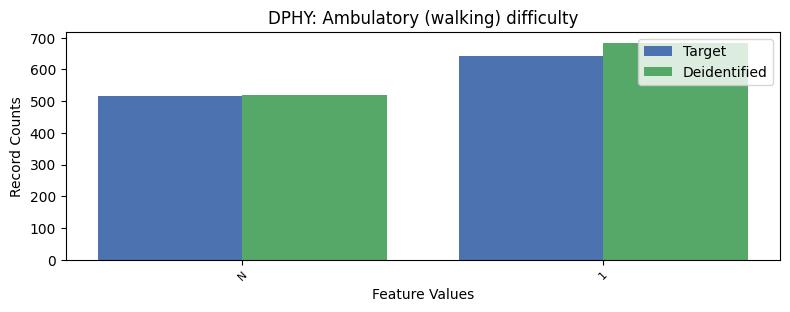 DPHY: Ambulatory (walking) difficulty
Target
Deidentified
700
600
500
400
300
200
100
0
Record Counts
N
1
Feature Values